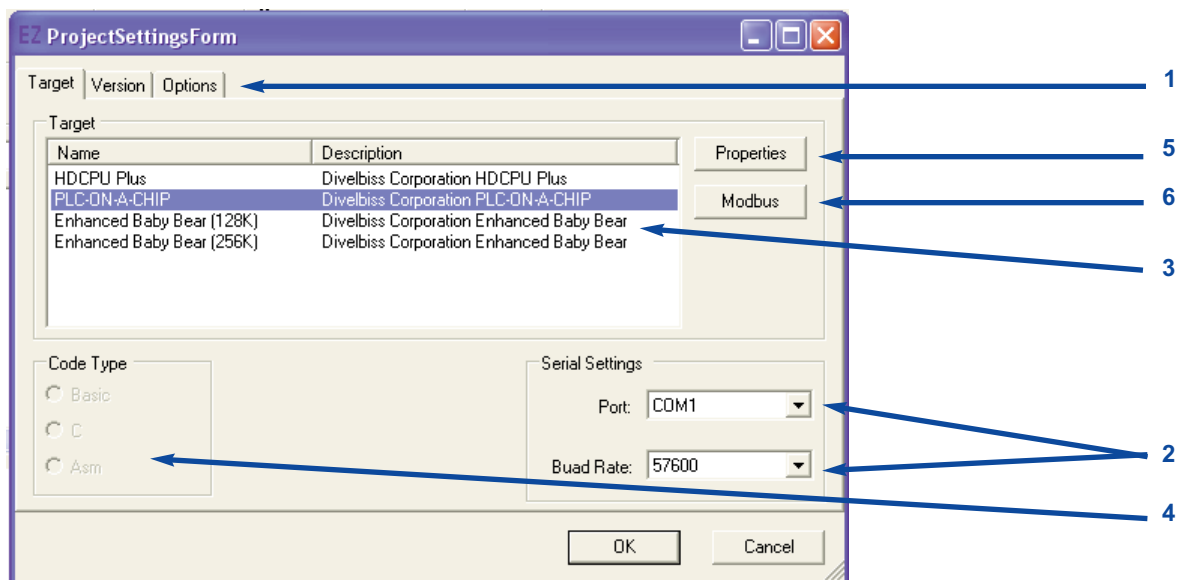 EZ ProjectSettingsForm
Target Version Options
1
Target
Name Description
Properties
5
HDCPU Plus Divelbiss Corporation HDCPU Plus
PLC-ON-A-CHIP Divelbiss Corporation PLC-ON-A-CHIP
Modbus
6
Enhanced Baby Bear (128K) Divelbiss Corporation Enhanced Baby Bear
Enhanced Baby Bear (256K) Divelbiss Corporation Enhanced Baby Bear
3
Code Type
Serial Settings
Basic
Port: COM1
C
2
Asm
Buad Rate: 57600
4
OK Cancel